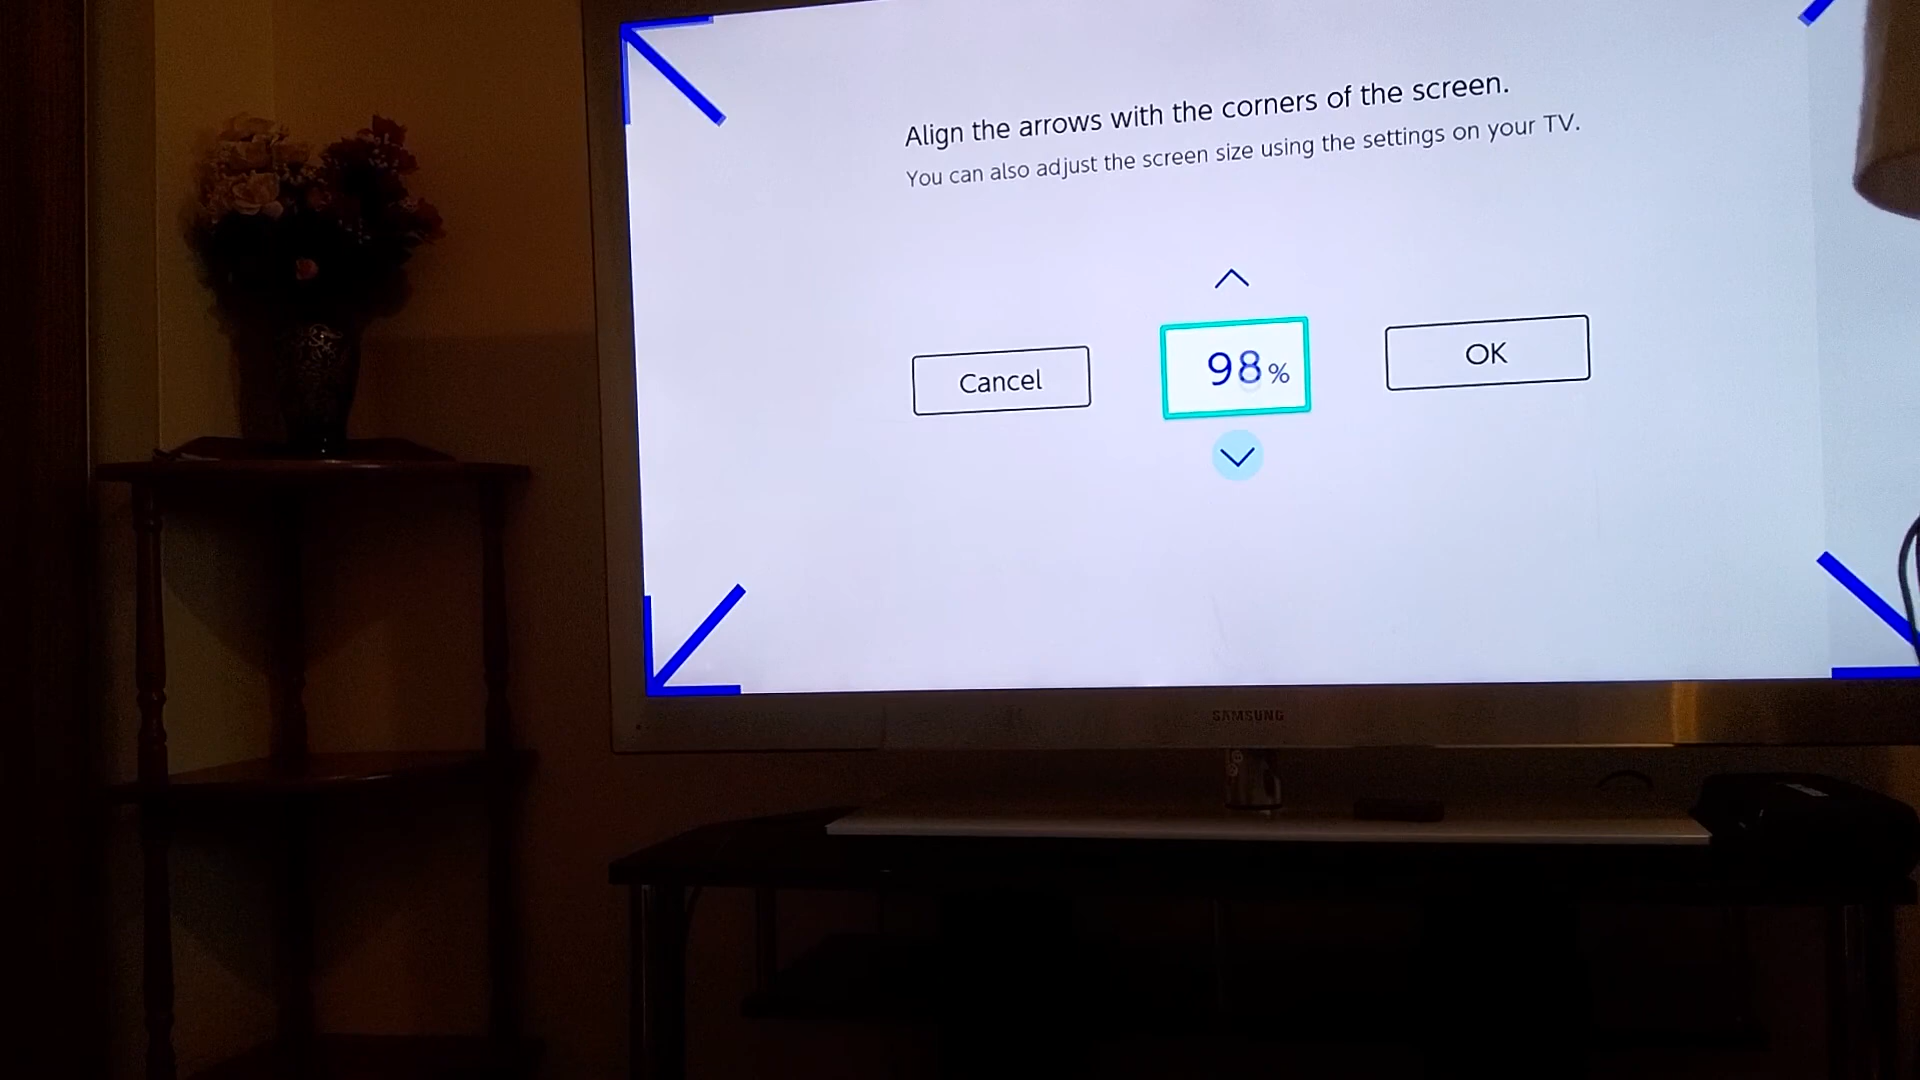 Align the arrows with the corners of the screen.
You can also adjust the screen size using the settings on your TV.
Cancel
98%
OK
SAMSUNG